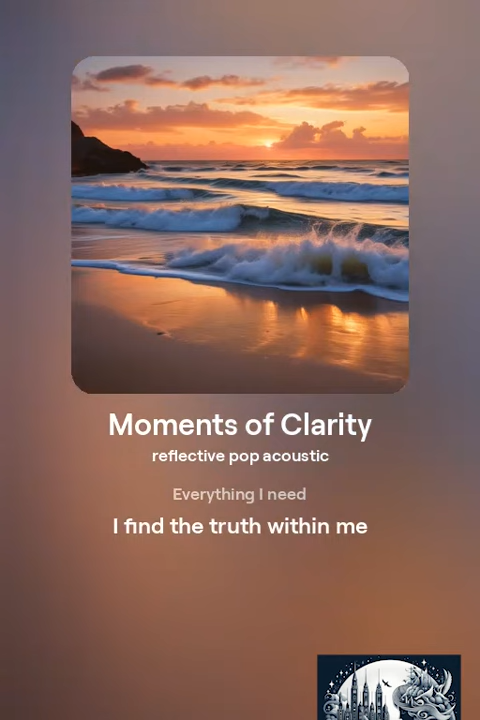 Moments of Clarity
reflective pop acoustic
Everything I need
I find the truth within me